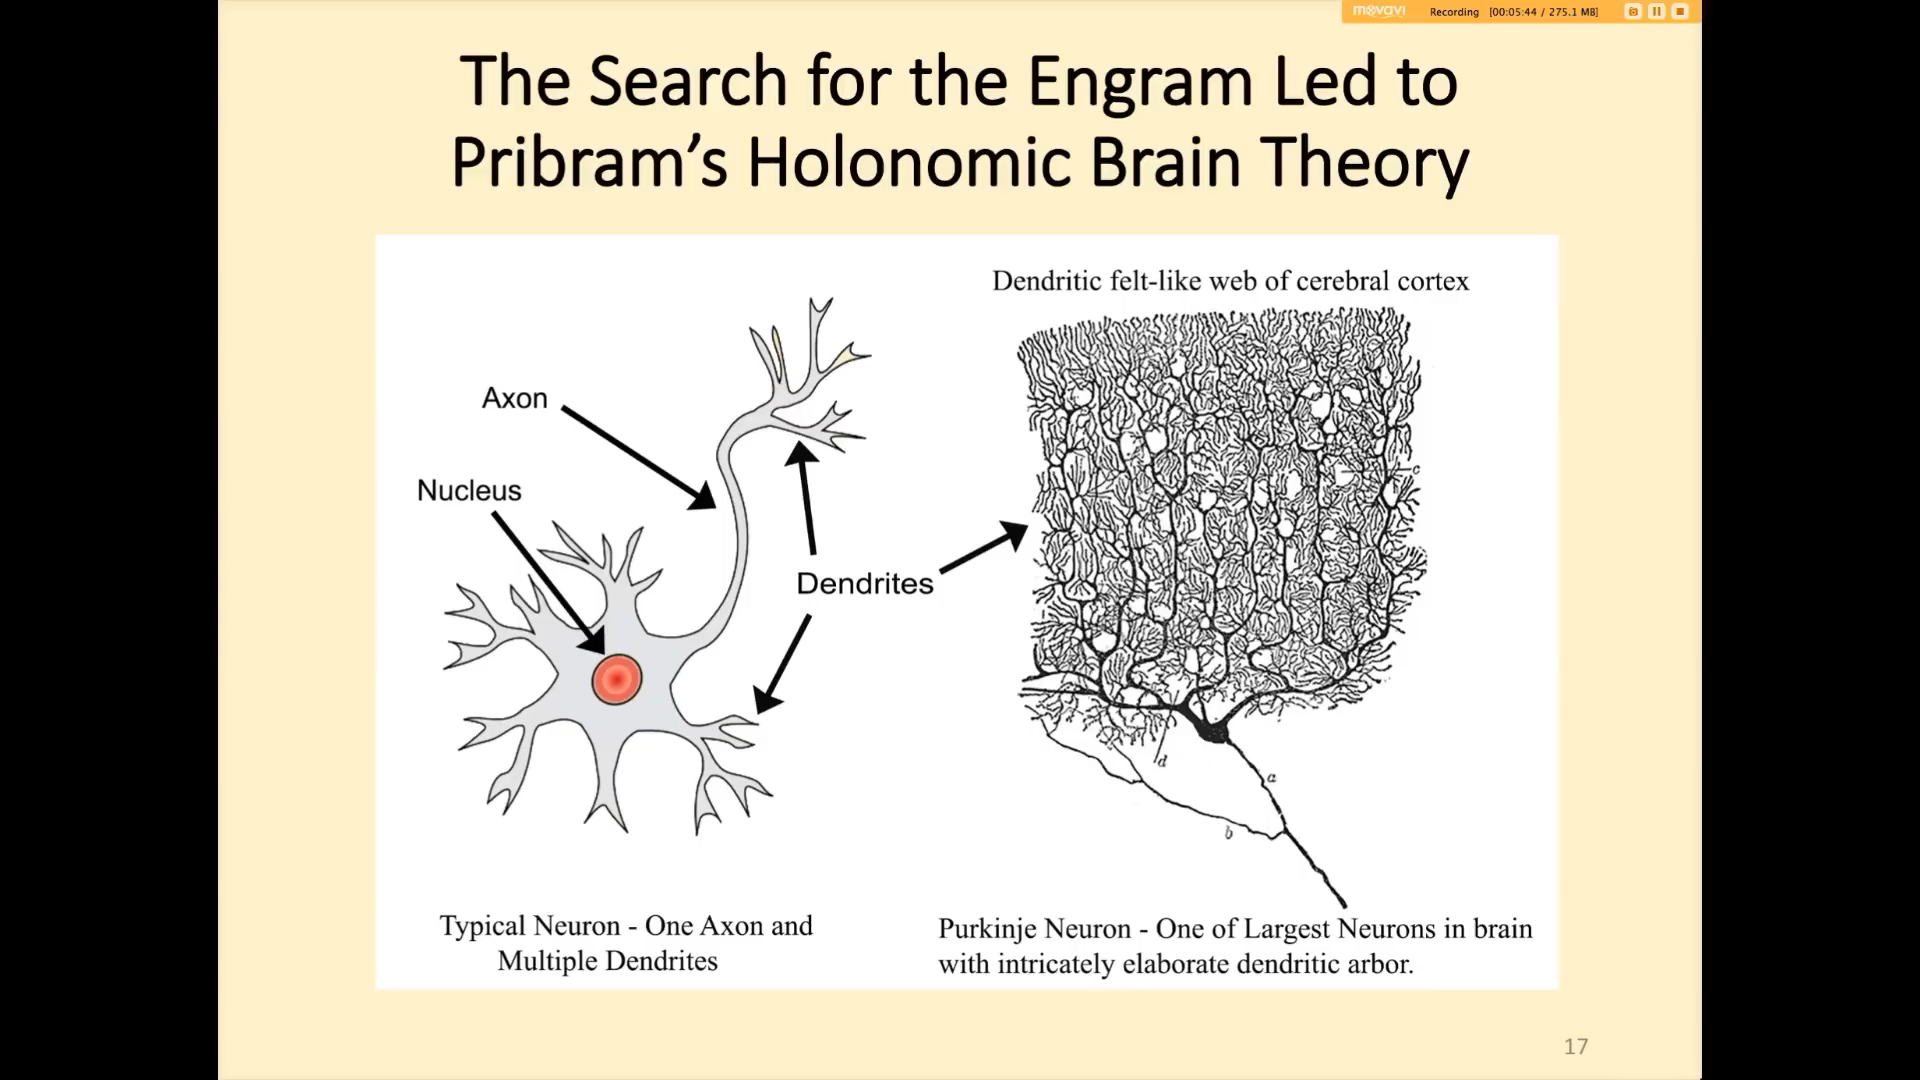 movavi Recording [00:05:44 / 275.1 MB]
The Search for the Engram Led to
Pribram’s Holonomic Brain Theory
Dendritic felt-like web of cerebral cortex
Axon
Nucleus
Dendrites
c
h
d
a
b
Typical Neuron - One Axon and
Multiple Dendrites
Purkinje Neuron - One of Largest Neurons in brain
with intricately elaborate dendritic arbor.
17